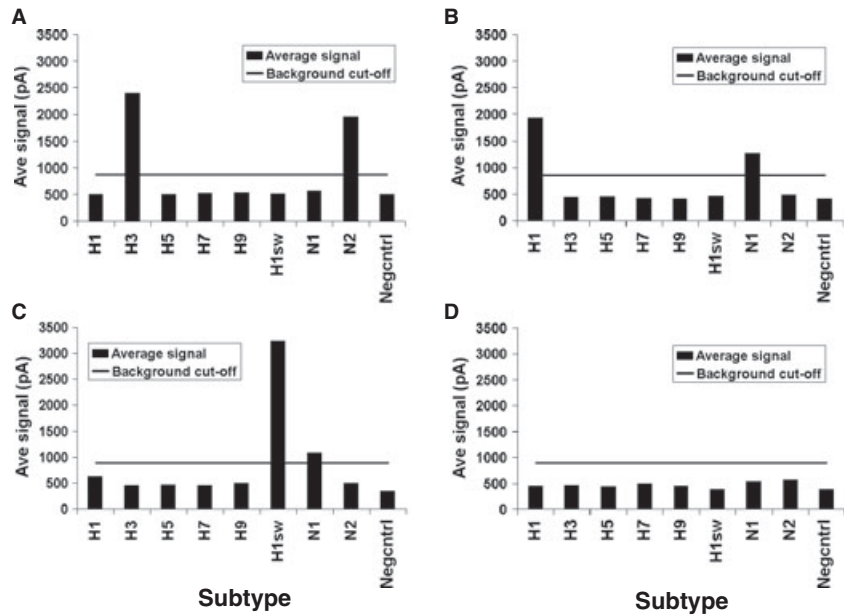 A
Ave signal (pA)
3500
3000
2500
2000
1500
1000
500
0
Average signal
Background cut-off
H1
H3
H5
H7
H9
H1sw
N1
N2
Negcntrl
B
Ave signal (pA)
3500
3000
2500
2000
1500
1000
500
0
Average signal
Background cut-off
H1
H3
H5
H7
H9
H1sw
N1
N2
Negcntrl
C
Ave signal (pA)
3500
3000
2500
2000
1500
1000
500
0
Average signal
Background cut-off
H1
H3
H5
H7
H9
H1sw
N1
N2
Negcntrl
Subtype
D
Ave signal (pA)
3500
3000
2500
2000
1500
1000
500
0
Average signal
Background cut-off
H1
H3
H5
H7
H9
H1sw
N1
N2
Negcntrl
Subtype